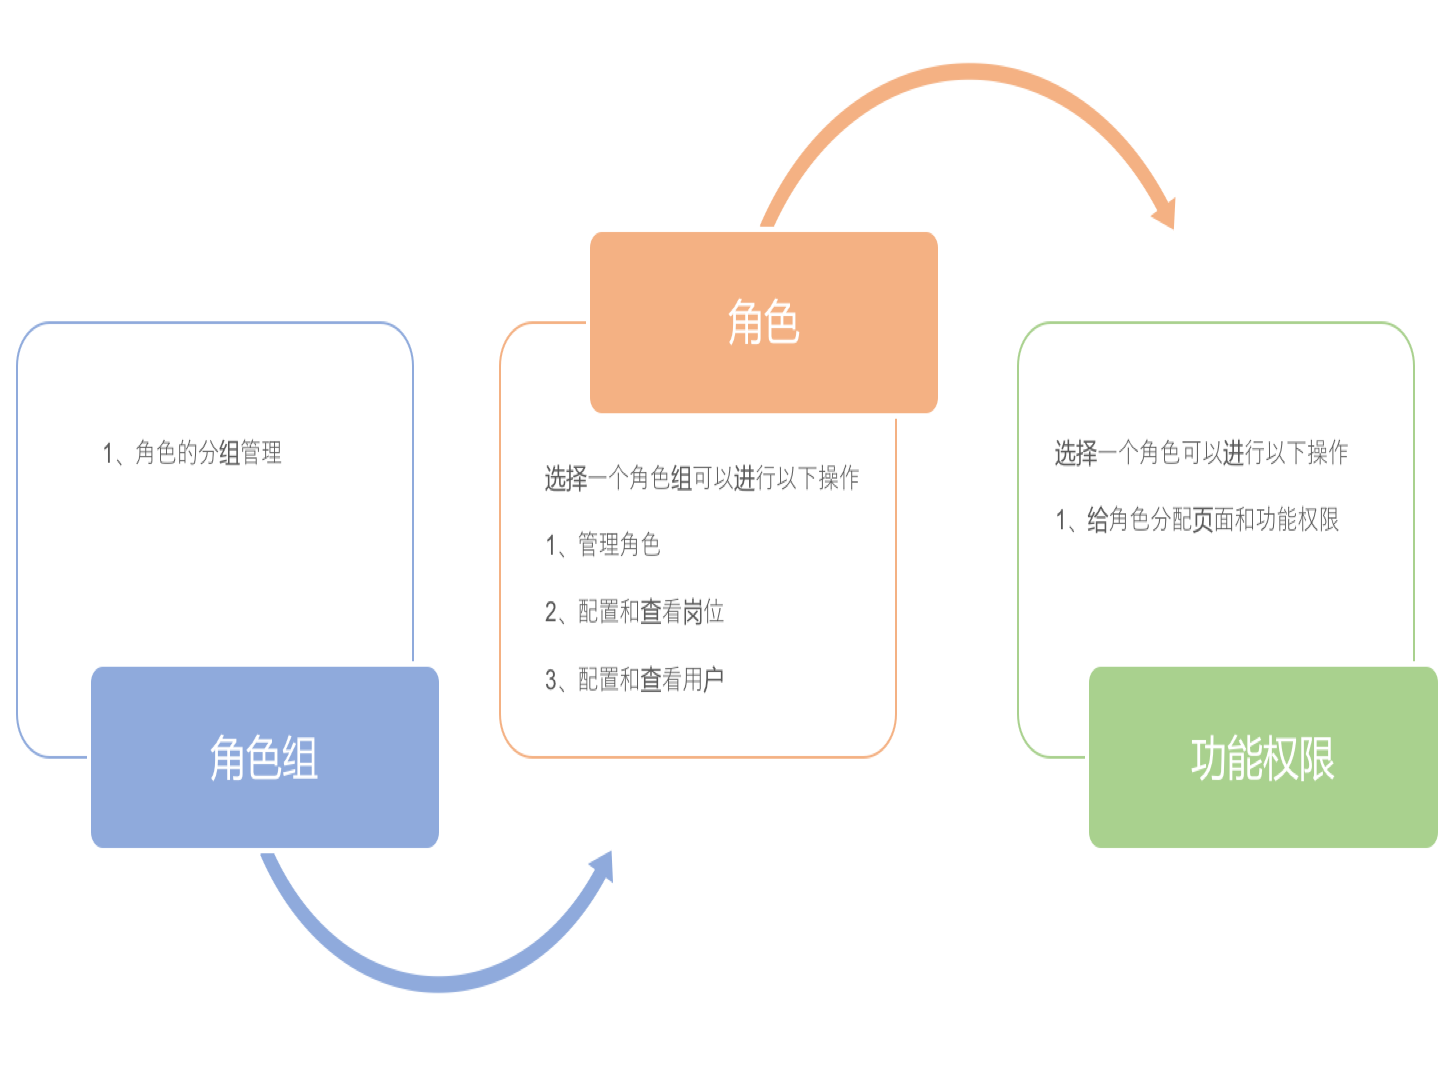 1、角色的分组管理
角色组
角色
选择一个角色组可以进行以下操作
1、管理角色
2、配置和查看岗位
3、配置和查看用户
选择一个角色可以进行以下操作
1、给角色分配页面和功能权限
功能权限